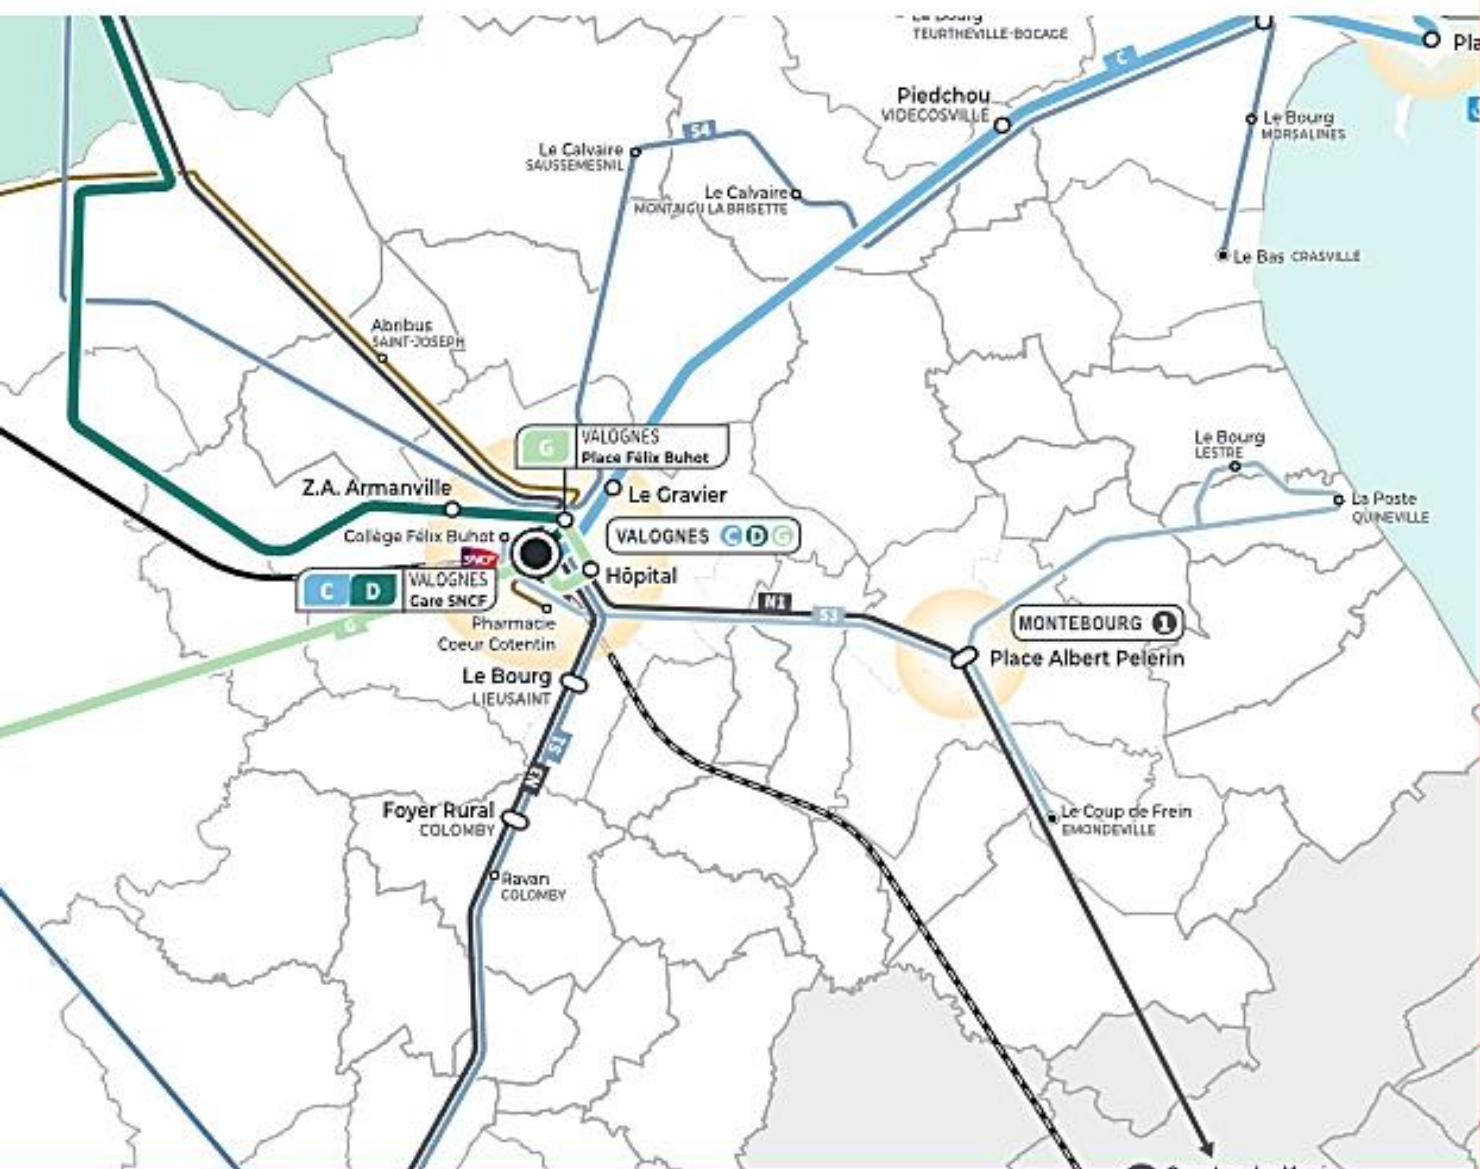 TEURTHEVILLE-BOCAGE
C
Piedchou
VIDECOSVILLE
Le Bourg
MORSALINES
S4
Le Calvaire
SAUSSEMESNIL
Le Calvaire
MONTAIGU LA BRISETTE
Le Bas CRASVILLE
Abribus
SAINT-JOSEPH
G
VALOGNES
Place Félix Buhot
Le Bourg
LESTRE
Z.A. Armanville
Le Gravier
La Poste
QUINEVILLE
Collège Félix Buhot
VALOGNES C D G
SNCF
Hôpital
C D
VALOGNES
Gare SNCF
N1
S3
G
Pharmacie
Coeur Cotentin
MONTEBOURG 1
Place Albert Pelerin
Le Bourg
LIEUSAINT
S1
N3
Foyer Rural
COLOMBY
Le Coup de Frein
EMONDEVILLE
Ravan
COLOMBY